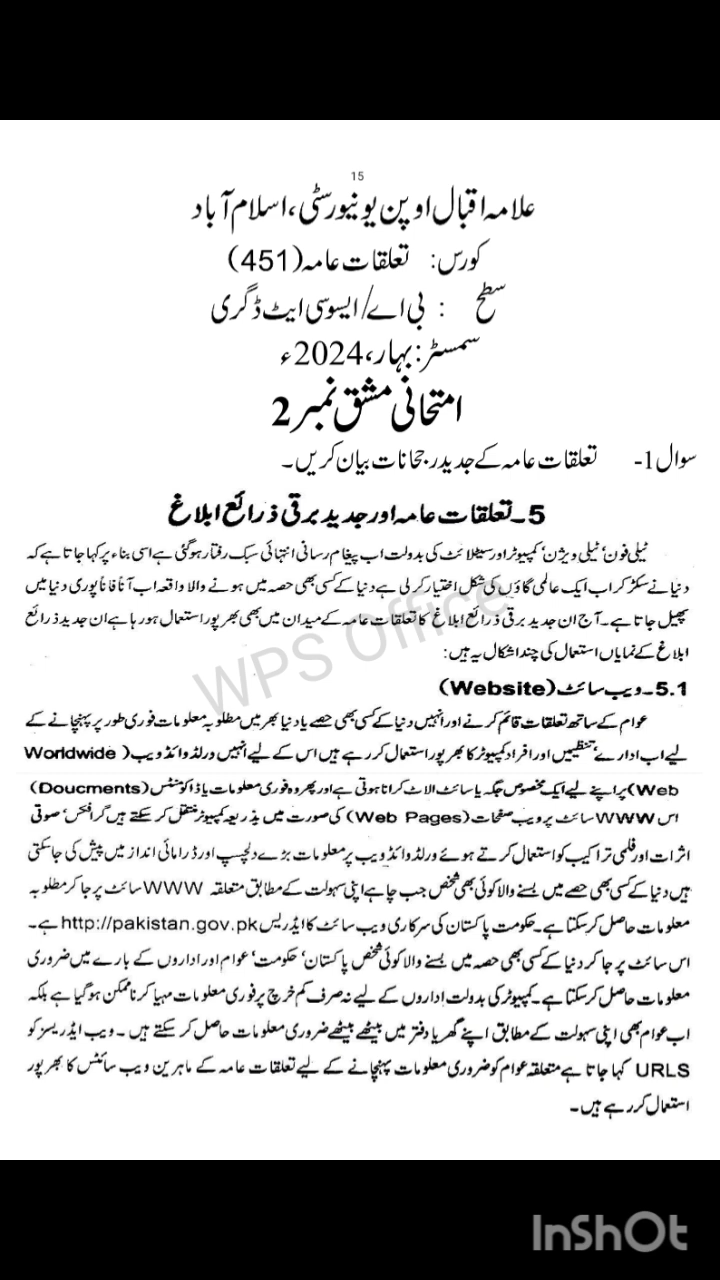 15
علامہ اقبال اوپن یونیورسٹی، اسلام آباد
کورس: تعلقات عامہ (451)
سطح : بی اے/ ایسوسی ایٹ ڈگری
سمسٹر: بہار، 2024ء
امتحانی مشق نمبر 2
سوال 1- تعلقات عامہ کے جدید رجحانات بیان کریں۔
5۔ تعلقات عامہ اور جدید برقی ذرائع ابلاغ
ٹیلی فون‘ ٹیلی ویژن‘ کمپیوٹر اور سیٹلائٹ کی بدولت اب پیغام رسانی انتہائی سبک رفتار ہو گئی ہے اسی بناء پر کہا جاتا ہے کہ
دنیا نے سکڑ کر اب ایک عالمی گاؤں کی شکل اختیار کر لی ہے دنیا کے کسی بھی حصہ میں ہونے والا واقعہ اب آناً فاناً پوری دنیا میں
پھیل جاتا ہے۔ آج ان جدید برقی ذرائع ابلاغ کا تعلقات عامہ کے میدان میں بھی بھر پور استعمال ہو رہا ہے ان جدید ذرائع
ابلاغ کے نمایاں استعمال کی چند اشکال یہ ہیں:
WPS Office
5.1۔ ویب سائٹ (Website)
عوام کے ساتھ تعلقات قائم کرنے اور انہیں دنیا کے کسی بھی حصے یا دنیا بھر میں مطلوبہ معلومات فوری طور پر پہنچانے کے
لیے اب ادارے‘ تنظیمیں اور افراد کمپیوٹر کا بھر پور استعمال کر رہے ہیں اس کے لیے انہیں ورلڈ وائڈ ویب (Worldwide
Web) پر اپنے لیے ایک مخصوص جگہ یا سائٹ الاٹ کرانا ہوتی ہے اور پھر وہ فوری معلومات یا ڈاکومنٹس (Doucments)
اس WWW سائٹ پر ویب صفحات (Web Pages) کی صورت میں بذریعہ کمپیوٹر منتقل کر سکتے ہیں گرافکس‘ صوتی
اثرات اور فلمی تراکیب کو استعمال کرتے ہوئے ورلڈ وائڈ ویب پر معلومات بڑے دلچسپ اور ڈرامائی انداز میں پیش کی جا سکتی
ہیں دنیا کے کسی بھی حصے میں بسنے والا کوئی بھی شخص جب چاہے اپنی سہولت کے مطابق متعلقہ WWW سائٹ پر جا کر مطلوبہ
معلومات حاصل کر سکتا ہے۔ حکومت پاکستان کی سرکاری ویب سائٹ کا ایڈریس http://pakistan.gov.pk ہے۔
اس سائٹ پر جا کر دنیا کے کسی بھی حصہ میں بسنے والا کوئی شخص پاکستان‘ حکومت‘ عوام اور اداروں کے بارے میں ضروری
معلومات حاصل کر سکتا ہے۔ کمپیوٹر کی بدولت اداروں کے لیے نہ صرف کم خرچ پر فوری معلومات مہیا کرنا ممکن ہو گیا ہے بلکہ
اب عوام بھی اپنی سہولت کے مطابق اپنے گھر یا دفتر میں بیٹھے بیٹھے ضروری معلومات حاصل کر سکتے ہیں۔ ویب ایڈریسز کو
URLS کہا جاتا ہے متعلقہ عوام کو ضروری معلومات پہنچانے کے لیے تعلقات عامہ کے ماہرین ویب سائٹس کا بھر پور
استعمال کر رہے ہیں۔
InShOt